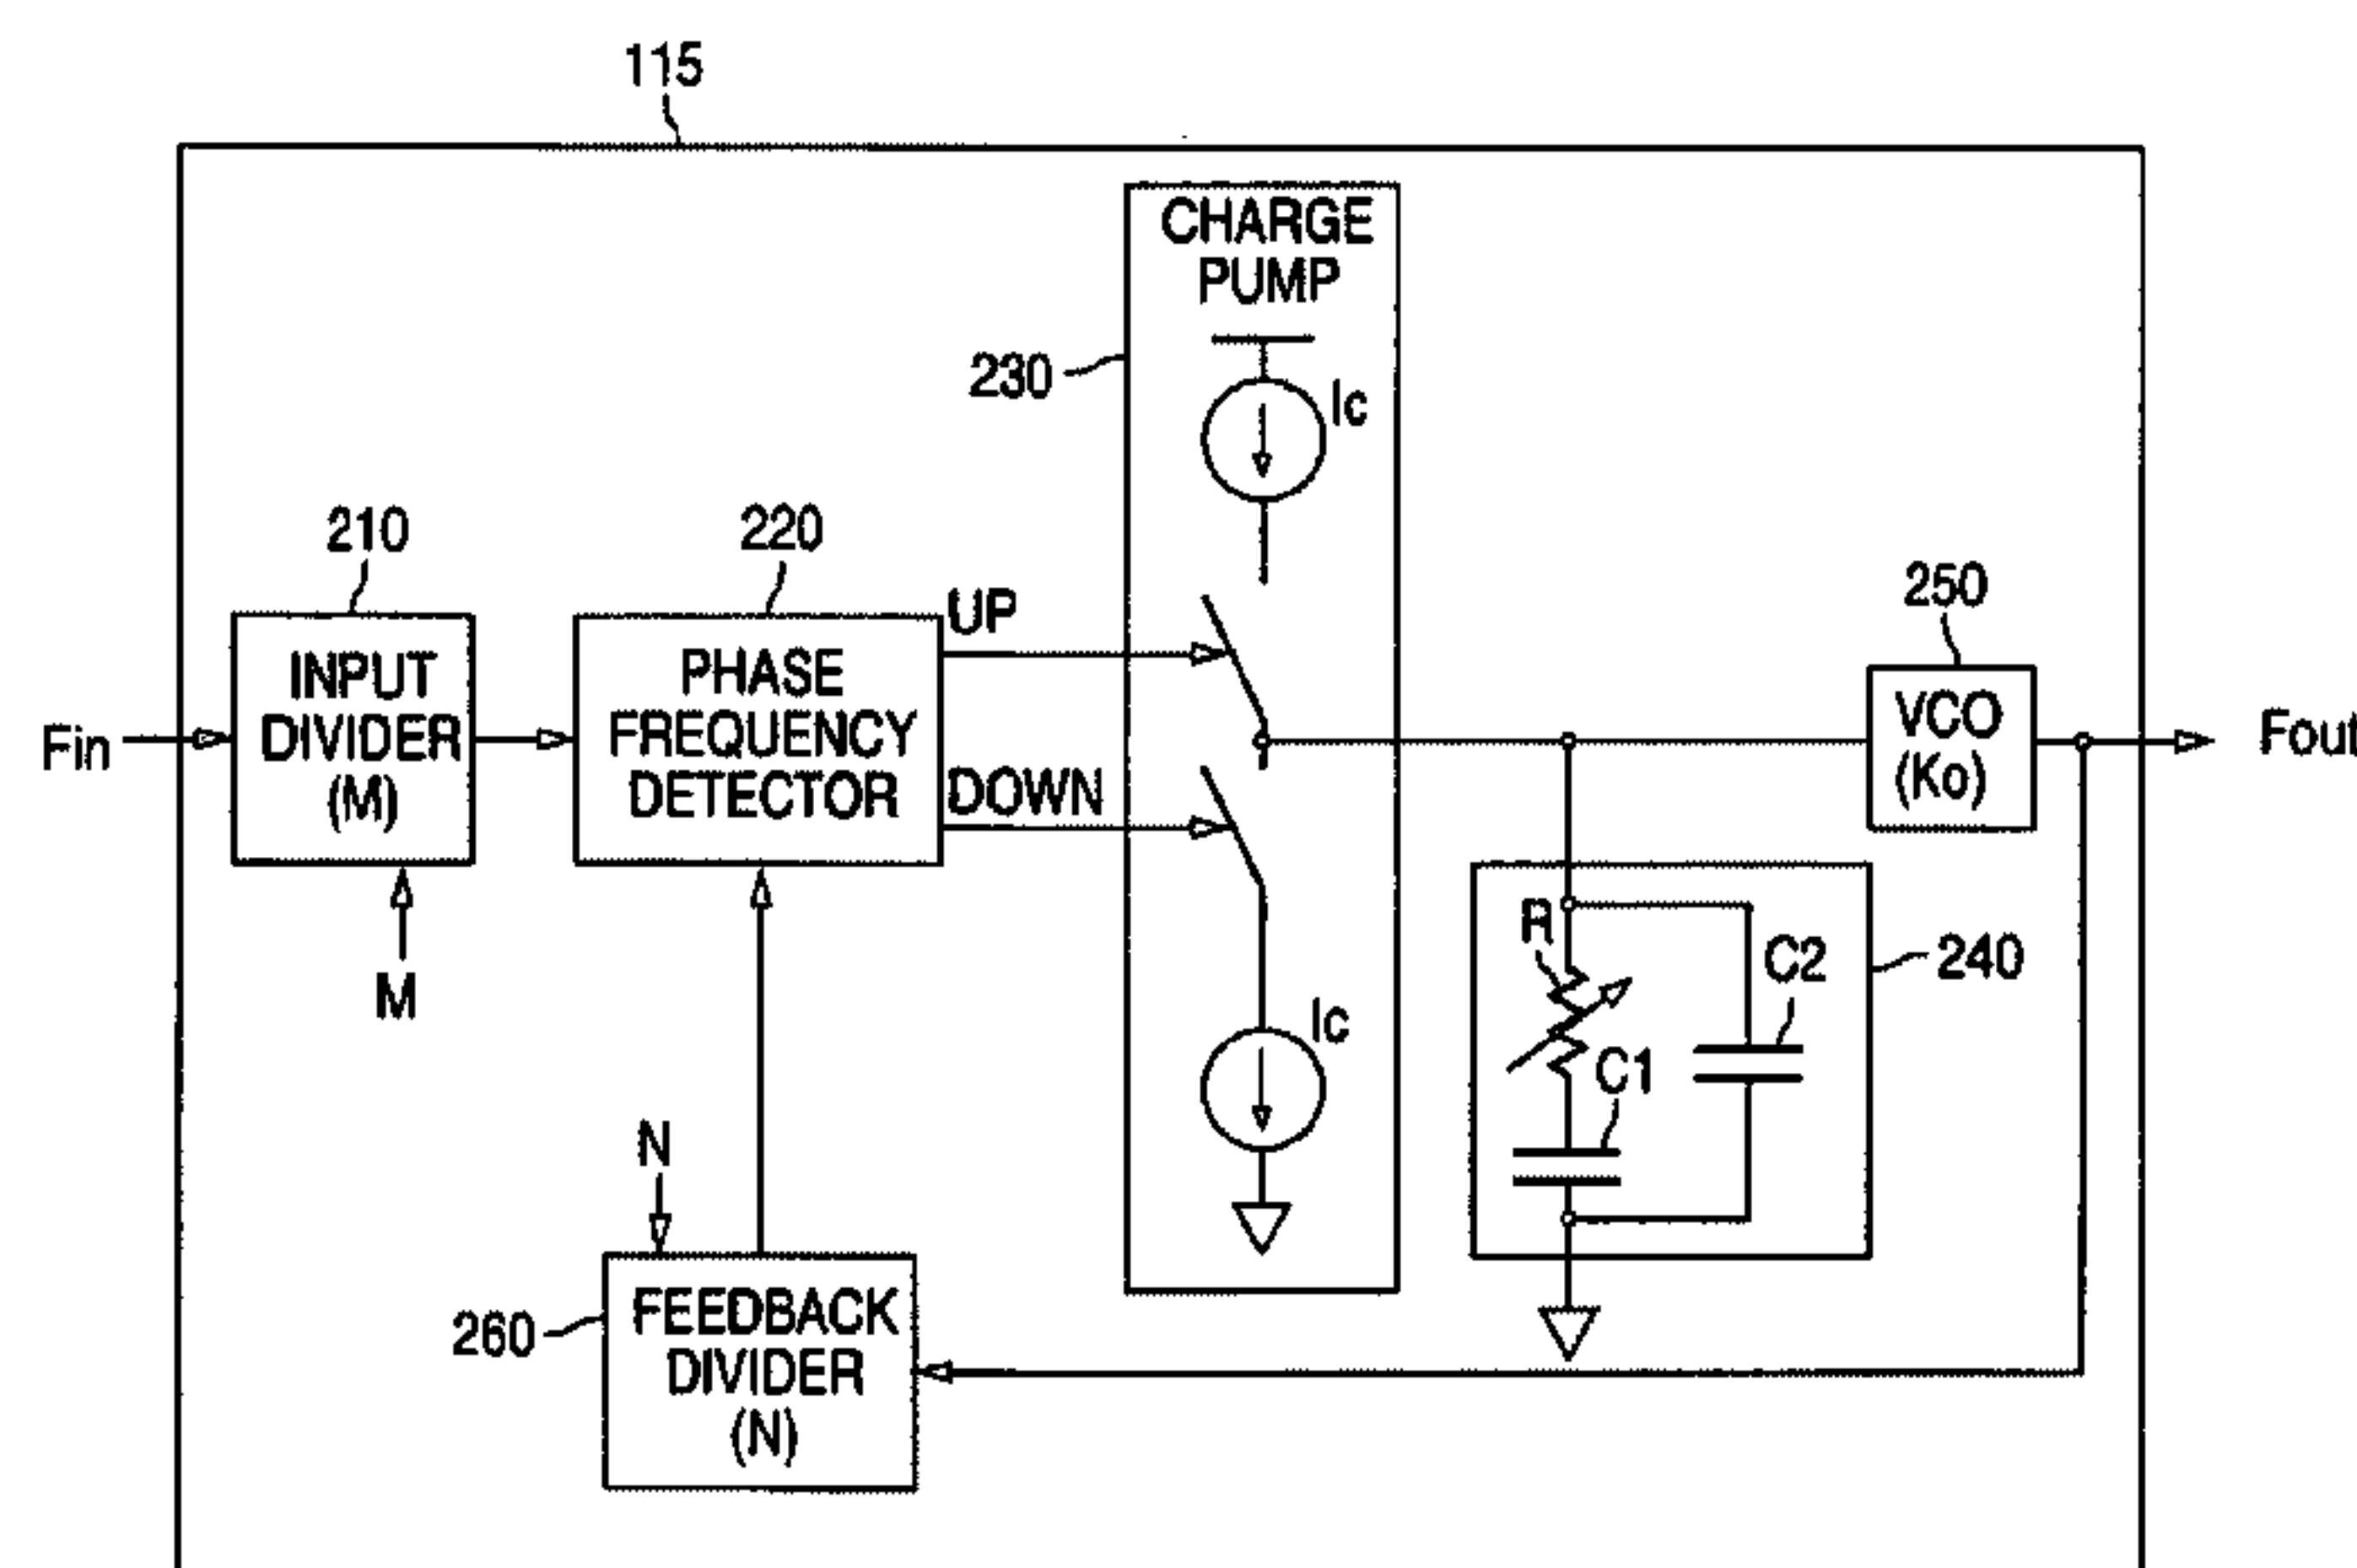 115
CHARGE
PUMP
230
Ic
210
220
UP
250
INPUT
DIVIDER
(M)
PHASE
FREQUENCY
DETECTOR
VCO
(Ko)
Fin
Fout
DOWN
M
R
C2
240
Ic
C1
N
260
FEEDBACK
DIVIDER
(N)